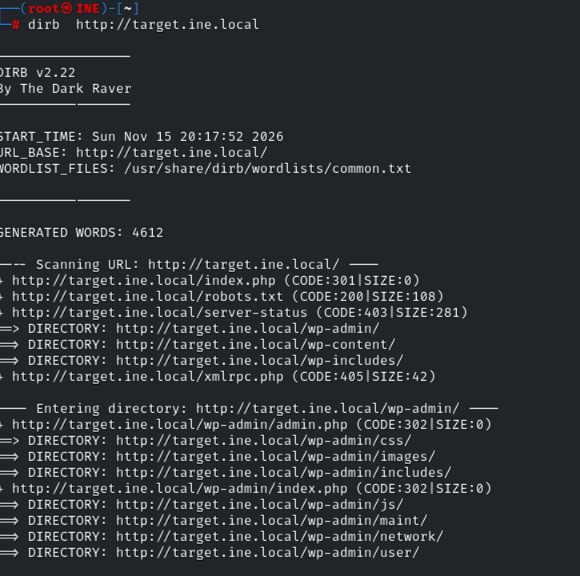 (root㉿INE)-[~]
# dirb  http://target.ine.local
DIRB v2.22
By The Dark Raver
START_TIME: Sun Nov 15 20:17:52 2026
URL_BASE: http://target.ine.local/
WORDLIST_FILES: /usr/share/dirb/wordlists/common.txt
GENERATED WORDS: 4612
---- Scanning URL: http://target.ine.local/ ----
+ http://target.ine.local/index.php (CODE:301|SIZE:0)
+ http://target.ine.local/robots.txt (CODE:200|SIZE:108)
+ http://target.ine.local/server-status (CODE:403|SIZE:281)
==> DIRECTORY: http://target.ine.local/wp-admin/
==> DIRECTORY: http://target.ine.local/wp-content/
==> DIRECTORY: http://target.ine.local/wp-includes/
+ http://target.ine.local/xmlrpc.php (CODE:405|SIZE:42)
---- Entering directory: http://target.ine.local/wp-admin/ ----
+ http://target.ine.local/wp-admin/admin.php (CODE:302|SIZE:0)
==> DIRECTORY: http://target.ine.local/wp-admin/css/
==> DIRECTORY: http://target.ine.local/wp-admin/images/
==> DIRECTORY: http://target.ine.local/wp-admin/includes/
+ http://target.ine.local/wp-admin/index.php (CODE:302|SIZE:0)
==> DIRECTORY: http://target.ine.local/wp-admin/js/
==> DIRECTORY: http://target.ine.local/wp-admin/maint/
==> DIRECTORY: http://target.ine.local/wp-admin/network/
==> DIRECTORY: http://target.ine.local/wp-admin/user/